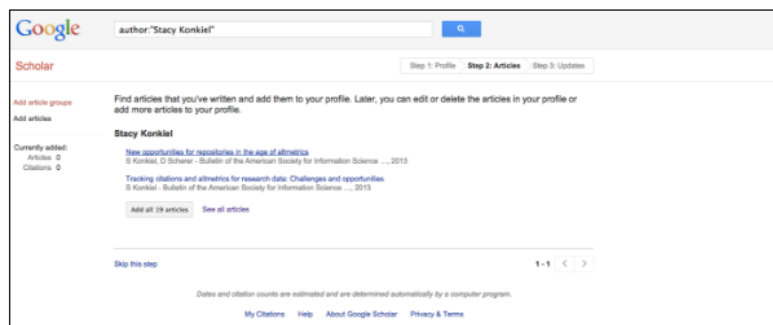 Google
author:"Stacy Konkiel"
Scholar
Step 1: Profile Step 2: Articles Step 3: Updates
Add article groups
Add articles
Currently added:
Articles 0
Citations 0
Find articles that you've written and add them to your profile. Later, you can edit or delete the articles in your profile or
add more articles to your profile.
Stacy Konkiel
New opportunities for repositories in the age of altmetrics
S Konkiel, D Scherer - Bulletin of the American Society for Information Science ..., 2013
Tracking citations and altmetrics for research data: Challenges and opportunities
S Konkiel - Bulletin of the American Society for Information Science ..., 2013
Add all 19 articles See all articles
Skip this step
1 - 1
Dates and citation counts are estimated and are determined automatically by a computer program.
My Citations Help About Google Scholar Privacy & Terms